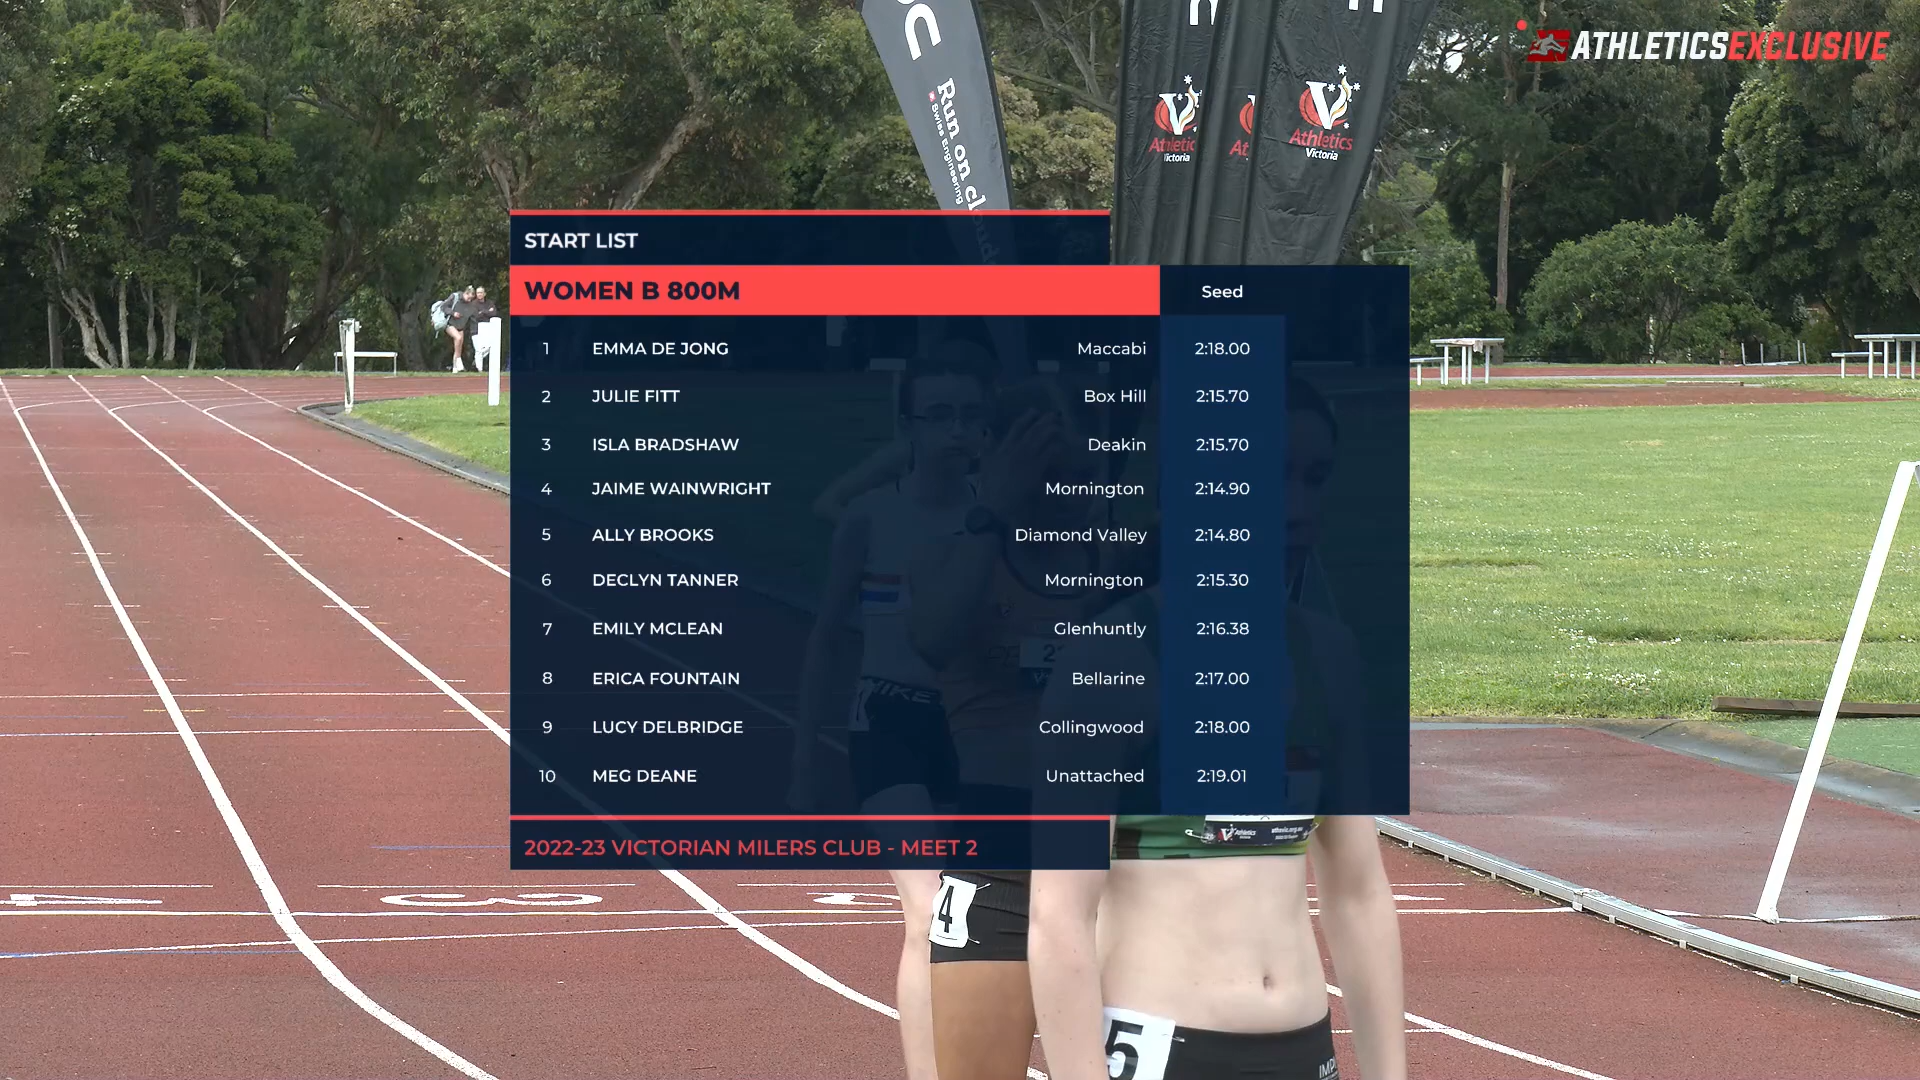 ATHLETICSEXCLUSIVE
Run on cl
Swiss Engineering
Athletics
Victoria
Athletics
Victoria
START LIST
WOMEN B 800M Seed
1 EMMA DE JONG Maccabi 2:18.00
2 JULIE FITT Box Hill 2:15.70
3 ISLA BRADSHAW Deakin 2:15.70
4 JAIME WAINWRIGHT Mornington 2:14.90
5 ALLY BROOKS Diamond Valley 2:14.80
6 DECLYN TANNER Mornington 2:15.30
7 EMILY MCLEAN Glenhuntly 2:16.38
8 ERICA FOUNTAIN Bellarine 2:17.00
9 LUCY DELBRIDGE Collingwood 2:18.00
10 MEG DEANE Unattached 2:19.01
2022-23 VICTORIAN MILERS CLUB - MEET 2
4
3
4
5